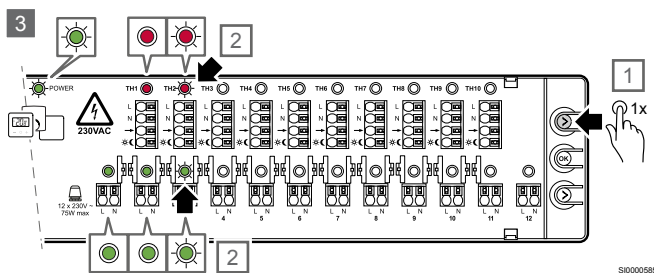 3
2
1
1x
POWER
TH1 TH2 TH3 TH4 TH5 TH6 TH7 TH8 TH9 TH10
230VAC
L L L L L L L L L L
N N N N N N N N N N
OK
12 x 230V ~
75W max
L N L N L N L N L N L N L N L N L N L N L N
4 5 6 7 8 9 10 11 12
2
SI0000585